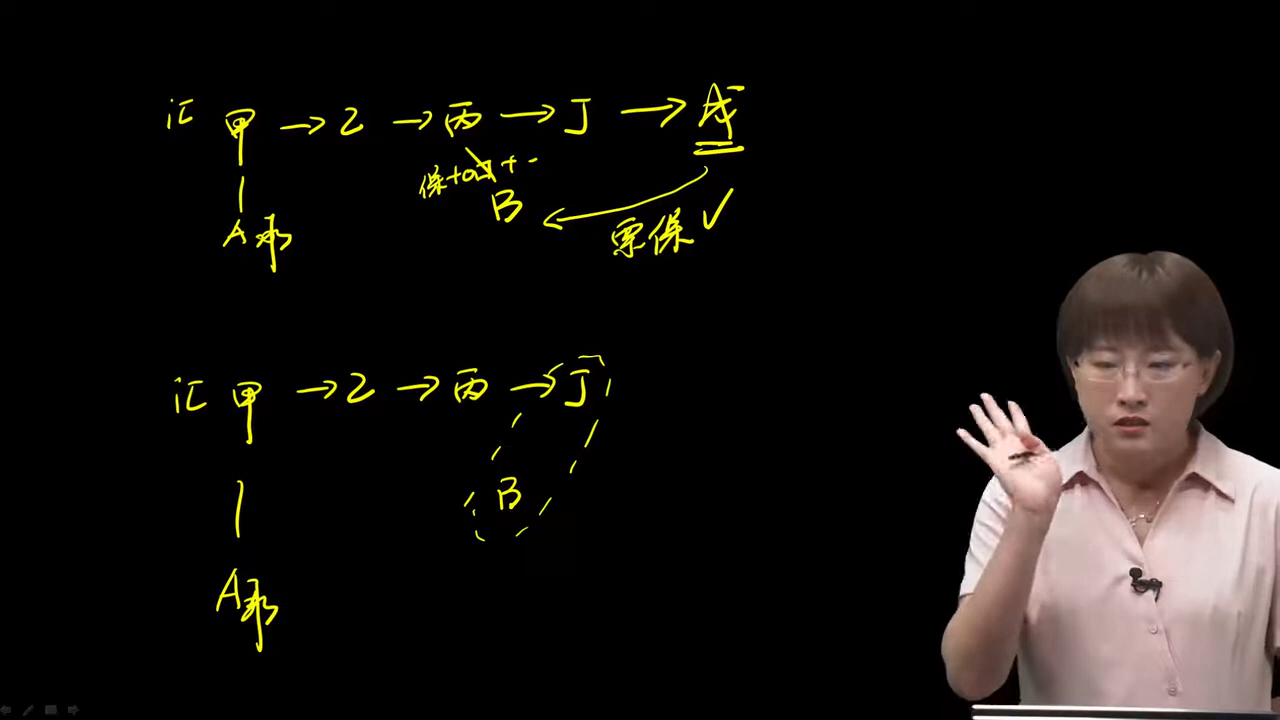 汇 甲 → 乙 → 丙 → 丁 → 戊
保+ + -
B
票保 ✓
A承
汇 甲 → 乙 → 丙 → 丁
B
A承